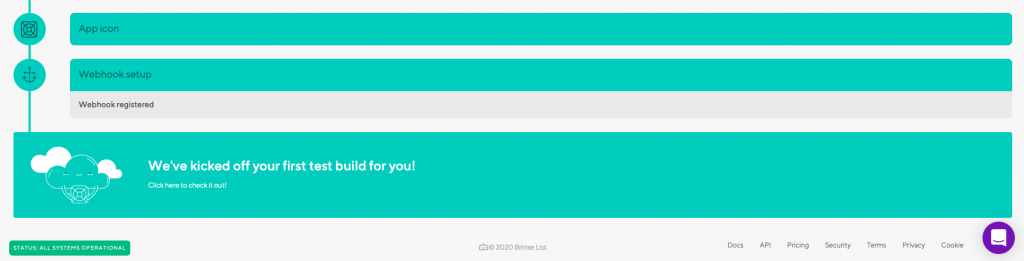 App icon
Webhook setup
Webhook registered
We've kicked off your first test build for you!
Click here to check it out!
STATUS: ALL SYSTEMS OPERATIONAL
© 2020 Bitrise Ltd.
Docs API Pricing Security Terms Privacy Cookie